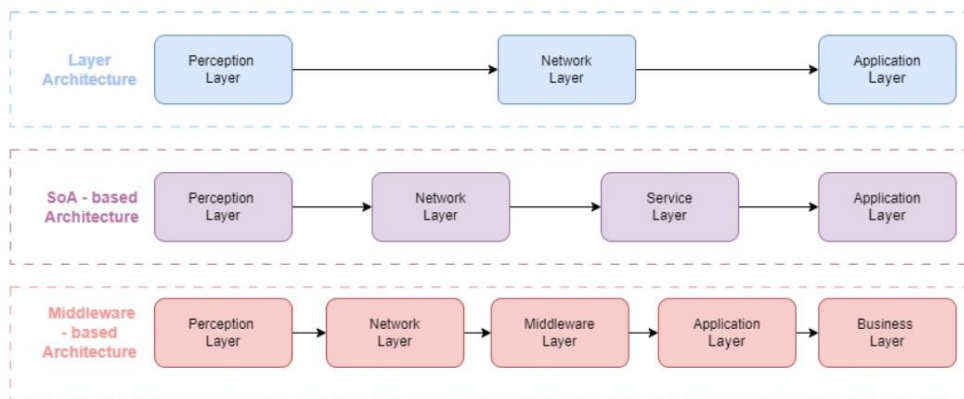 Layer
Architecture
Perception
Layer
Network
Layer
Application
Layer
SoA - based
Architecture
Perception
Layer
Network
Layer
Service
Layer
Application
Layer
Middleware
- based
Architecture
Perception
Layer
Network
Layer
Middleware
Layer
Application
Layer
Business
Layer